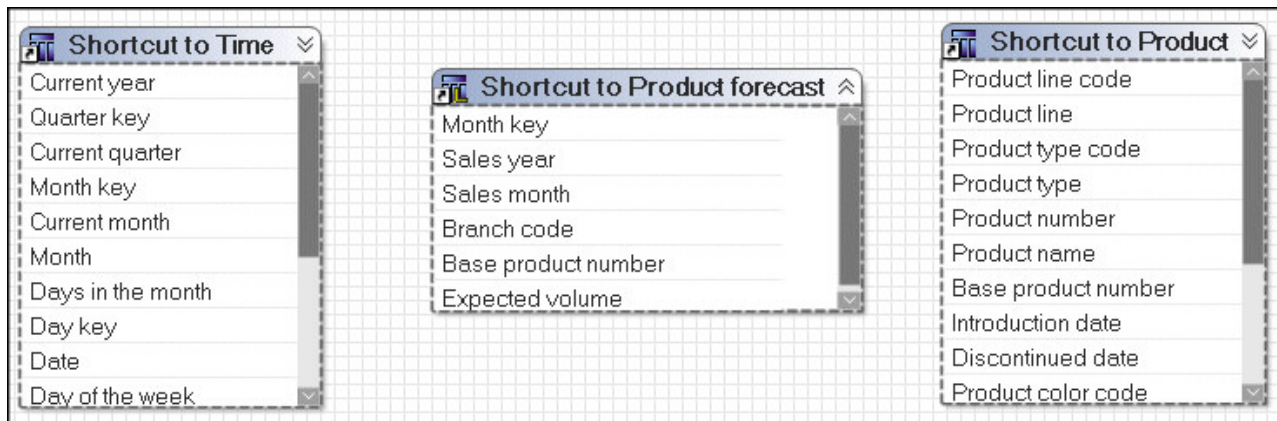 Shortcut to Time
Current year
Quarter key
Current quarter
Month key
Current month
Month
Days in the month
Day key
Date
Day of the week
Shortcut to Product forecast
Month key
Sales year
Sales month
Branch code
Base product number
Expected volume
Shortcut to Product
Product line code
Product line
Product type code
Product type
Product number
Product name
Base product number
Introduction date
Discontinued date
Product color code